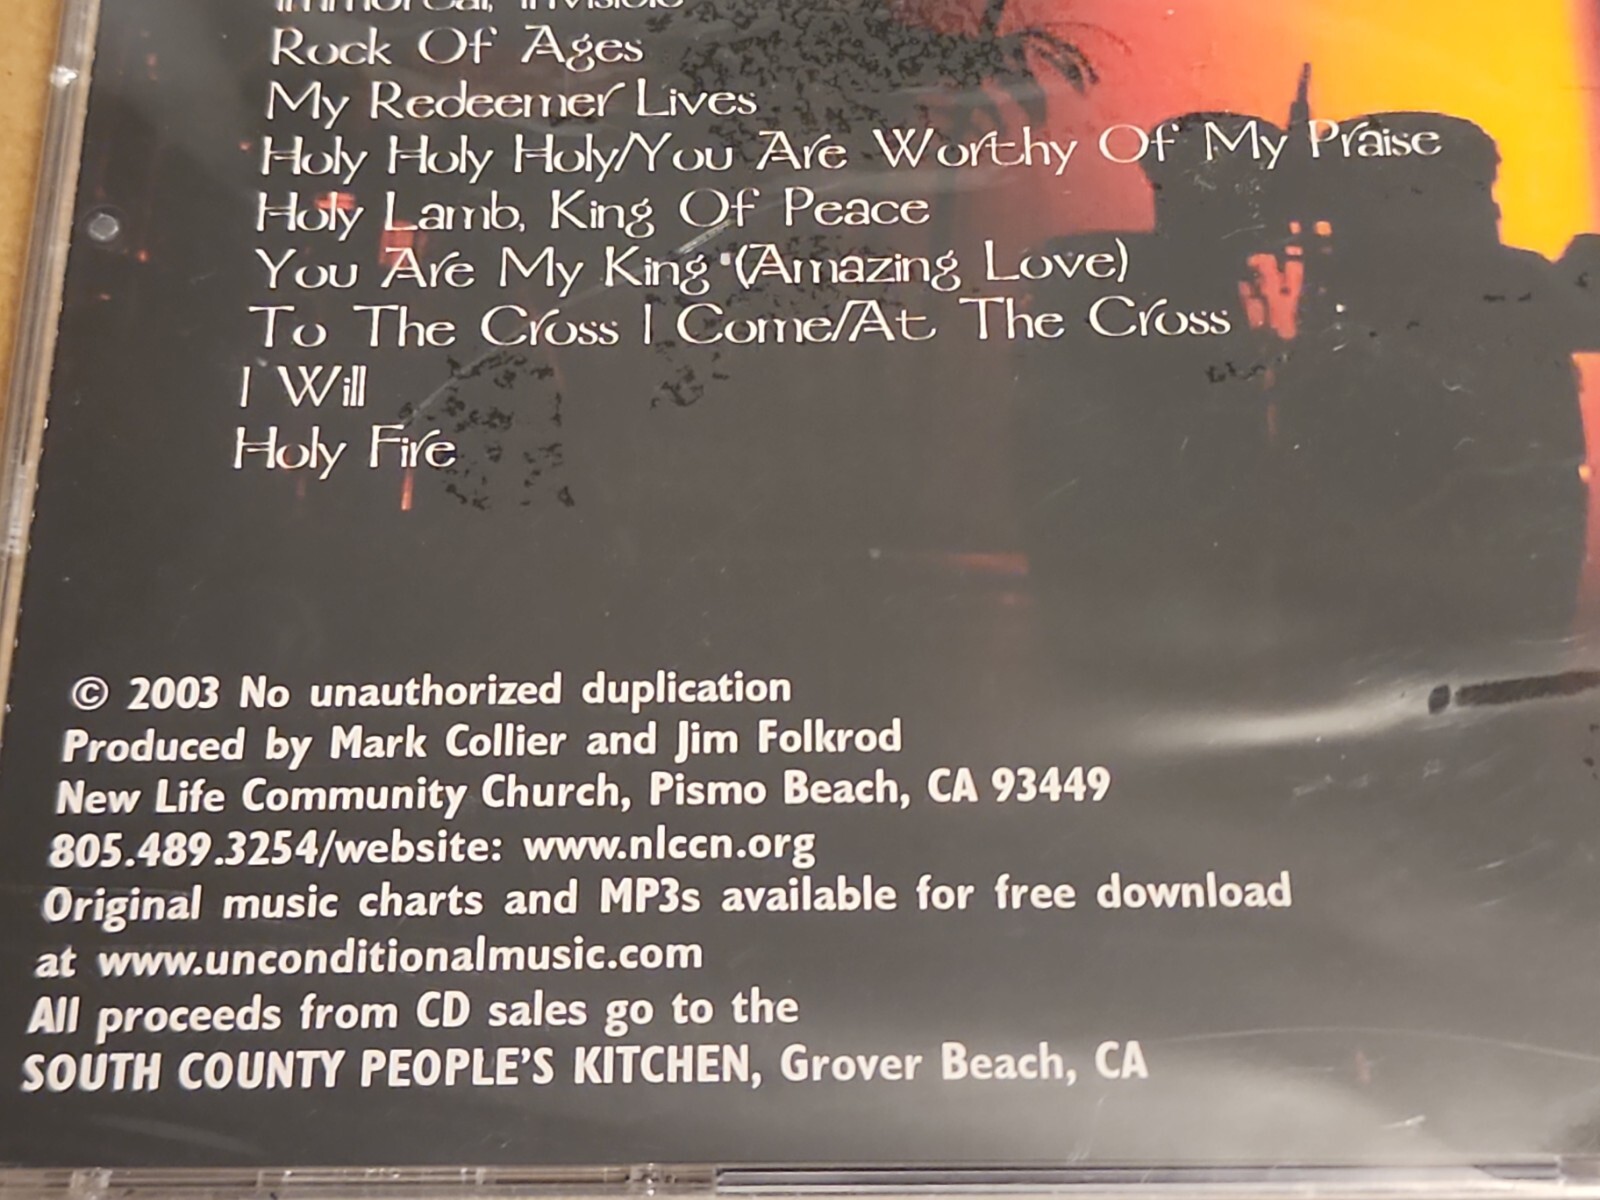 Immortal, Invisible
Rock Of Ages
My Redeemer Lives
Holy Holy Holy/You Are Worthy Of My Praise
Holy Lamb, King Of Peace
You Are My King (Amazing Love)
To The Cross I Come/At The Cross
I Will
Holy Fire
© 2003 No unauthorized duplication
Produced by Mark Collier and Jim Folkrod
New Life Community Church, Pismo Beach, CA 93449
805.489.3254/website: www.nlccn.org
Original music charts and MP3s available for free download
at www.unconditionalmusic.com
All proceeds from CD sales go to the
SOUTH COUNTY PEOPLE'S KITCHEN, Grover Beach, CA